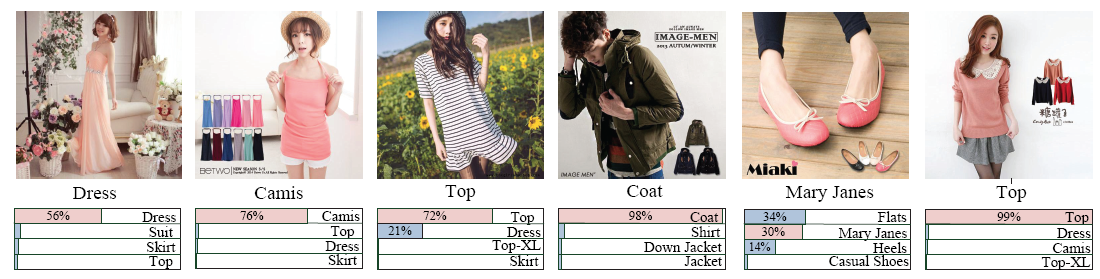 BETWO NEW SEASON
IMAGE-MEN
2013 AUTUMN/WINTER
IMAGE MEN
Miaki
Dress
Camis
Top
Coat
Mary Janes
Top
56% Dress
Suit
Skirt
Top
76% Camis
Top
Dress
Skirt
72% Top
21% Dress
Top-XL
Skirt
98% Coat
Shirt
Down Jacket
Jacket
34% Flats
30% Mary Janes
14% Heels
Casual Shoes
99% Top
Dress
Camis
Top-XL